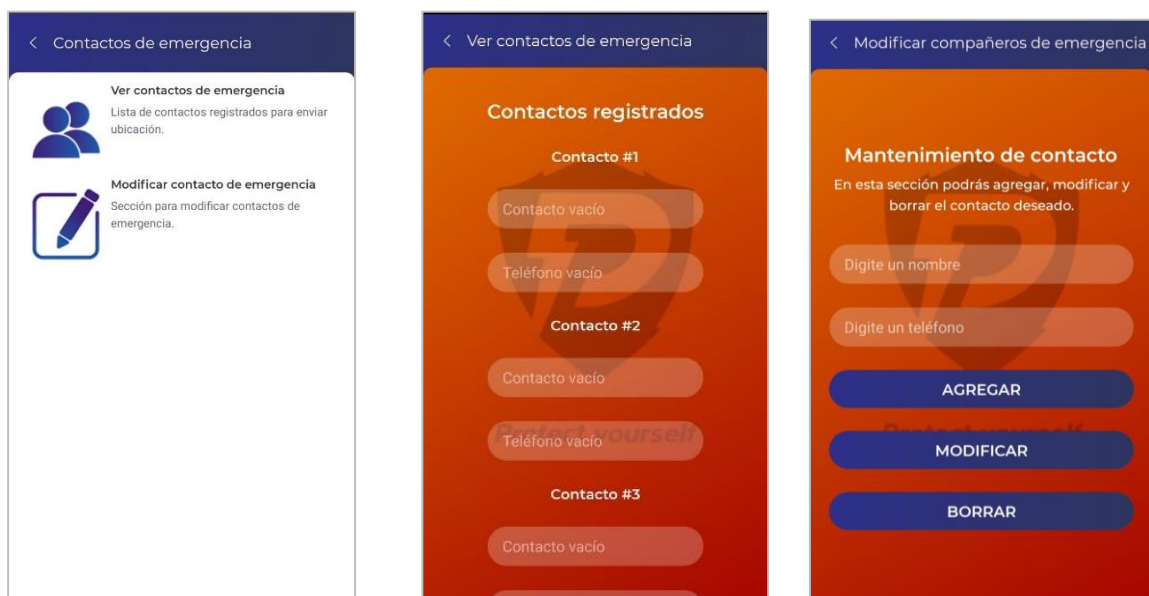 Contactos de emergencia
Ver contactos de emergencia
Lista de contactos registrados para enviar
ubicación.
Modificar contacto de emergencia
Sección para modificar contactos de
emergencia.
Ver contactos de emergencia
Contactos registrados
Contacto #1
Contacto vacío
Teléfono vacío
Contacto #2
Contacto vacío
Protect yourself
Teléfono vacío
Contacto #3
Contacto vacío
Modificar compañeros de emergencia
Mantenimiento de contacto
En esta sección podrás agregar, modificar y
borrar el contacto deseado.
Digite un nombre
Digite un teléfono
AGREGAR
Protect yourself
MODIFICAR
BORRAR